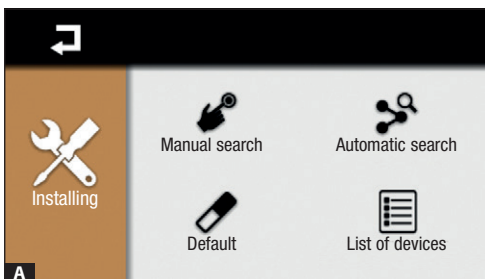 Manual search
Automatic search
Installing
Default
List of devices
A